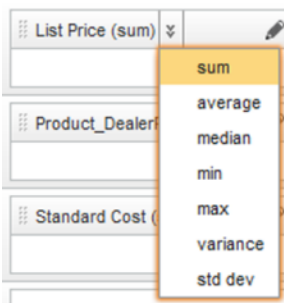 List Price (sum)
sum
average
Product_Dealer
median
min
max
Standard Cost (
variance
std dev